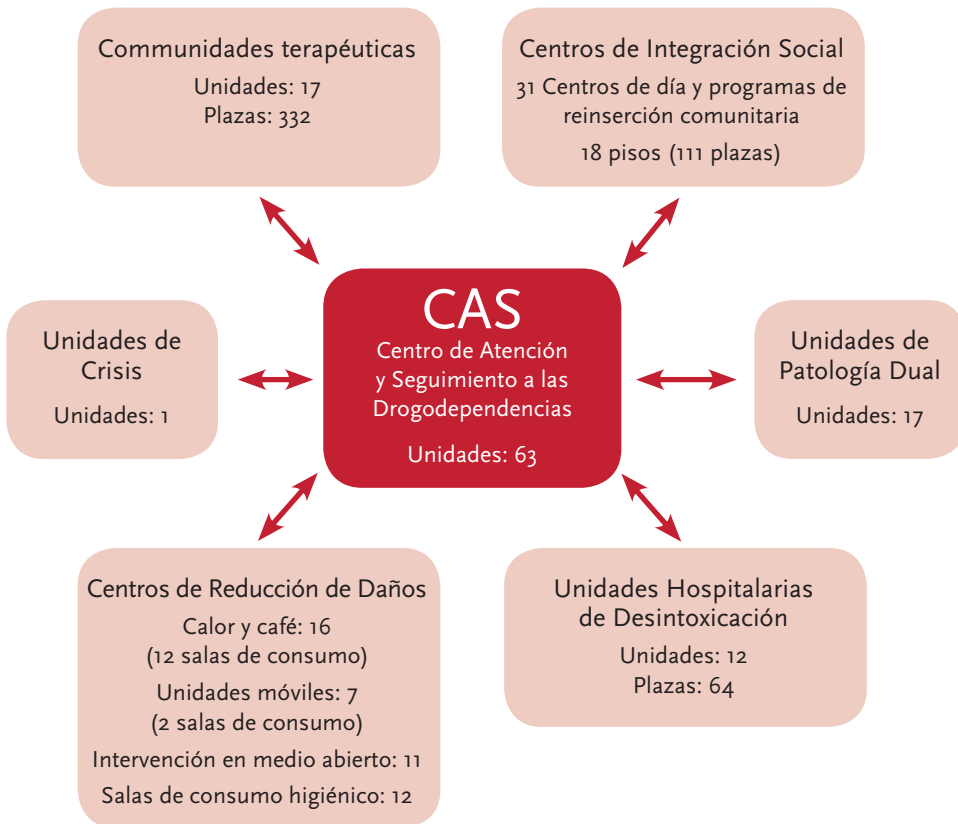 Communidades terapéuticas
Unidades: 17
Plazas: 332
Centros de Integración Social
31 Centros de día y programas de
reinserción comunitaria
18 pisos (111 plazas)
Unidades de
Crisis
Unidades: 1
CAS
Centro de Atención
y Seguimiento a las
Drogodependencias
Unidades: 63
Unidades de
Patología Dual
Unidades: 17
Centros de Reducción de Daños
Calor y café: 16
(12 salas de consumo)
Unidades móviles: 7
(2 salas de consumo)
Intervención en medio abierto: 11
Salas de consumo higiénico: 12
Unidades Hospitalarias
de Desintoxicación
Unidades: 12
Plazas: 64